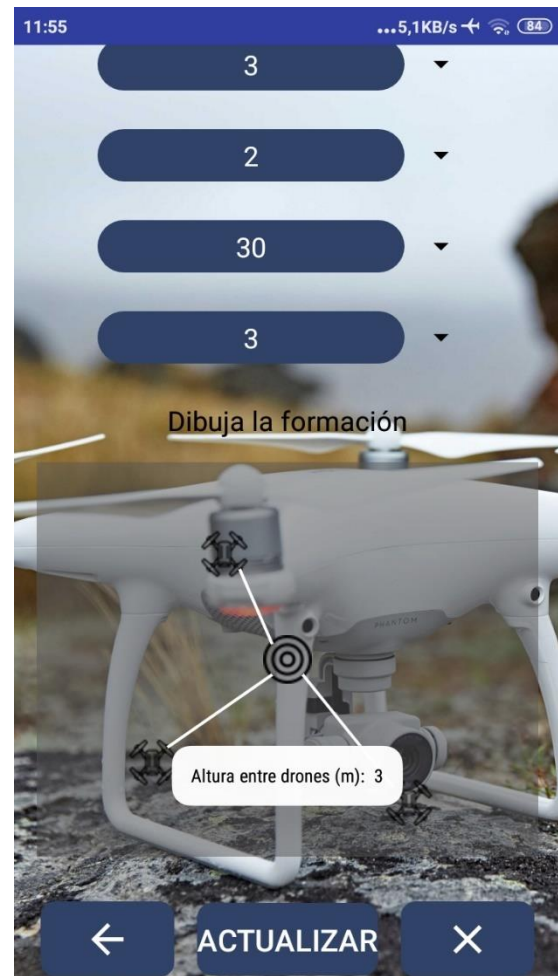 11:55
...5,1KB/s 84
3
2
30
3
Dibuja la formación
PHANTOM
Altura entre drones (m): 3
ACTUALIZAR